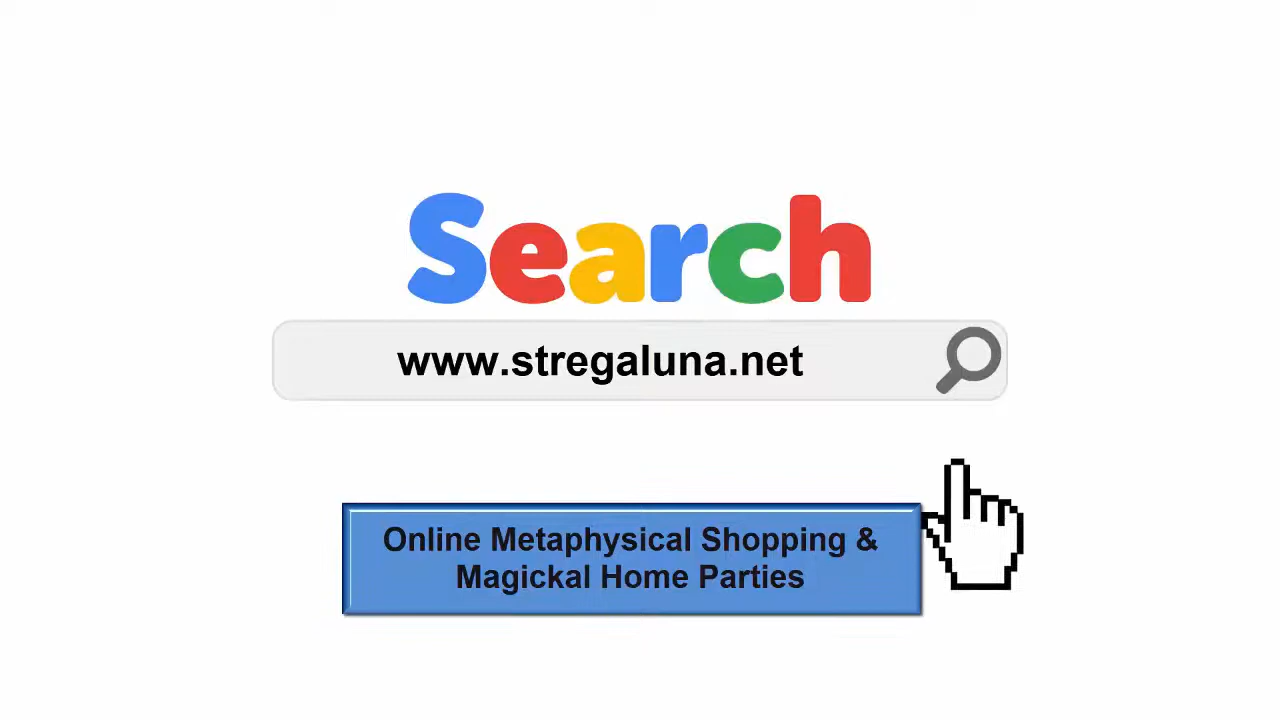 Search
www.stregaluna.net
Online Metaphysical Shopping &
Magickal Home Parties